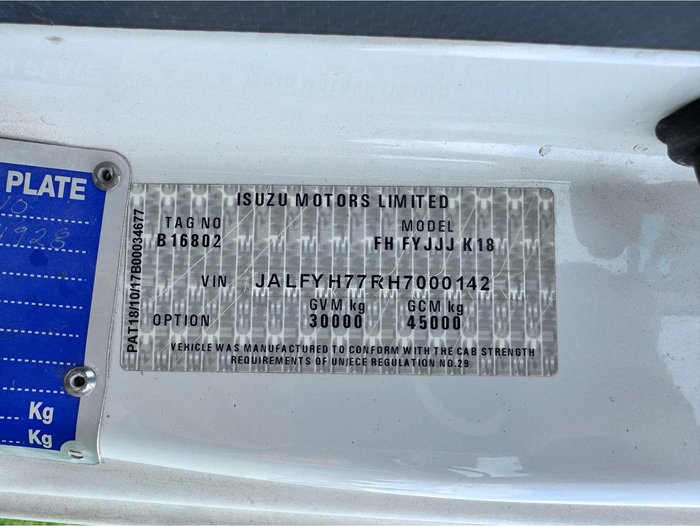 PLATE
10
4928
Kg
Kg
ISUZU MOTORS LIMITED
TAG NO MODEL
B16802 FH FYJJJ K18
VIN JALFYH77RH7000142
GVM kg GCM kg
OPTION 30000 45000
VEHICLE WAS MANUFACTURED TO CONFORM WITH THE CAB STRENGTH
REQUIREMENTS OF UN/ECE REGULATION NO.29
PAT18/10/17B00034677